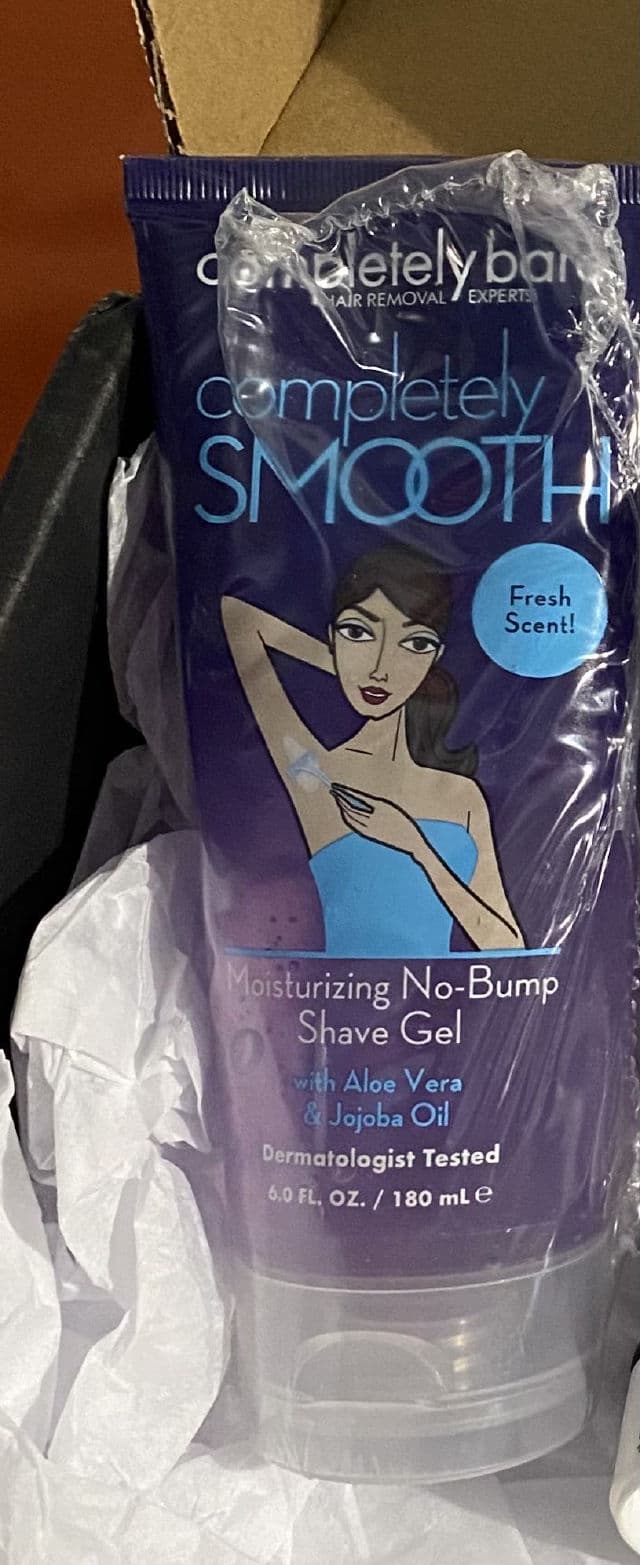 completely bare
HAIR REMOVAL EXPERTS
completely
SMOOTH
Fresh
Scent!
Moisturizing No-Bump
Shave Gel
with Aloe Vera
& Jojoba Oil
Dermatologist Tested
6.0 FL. OZ. / 180 mL ℮